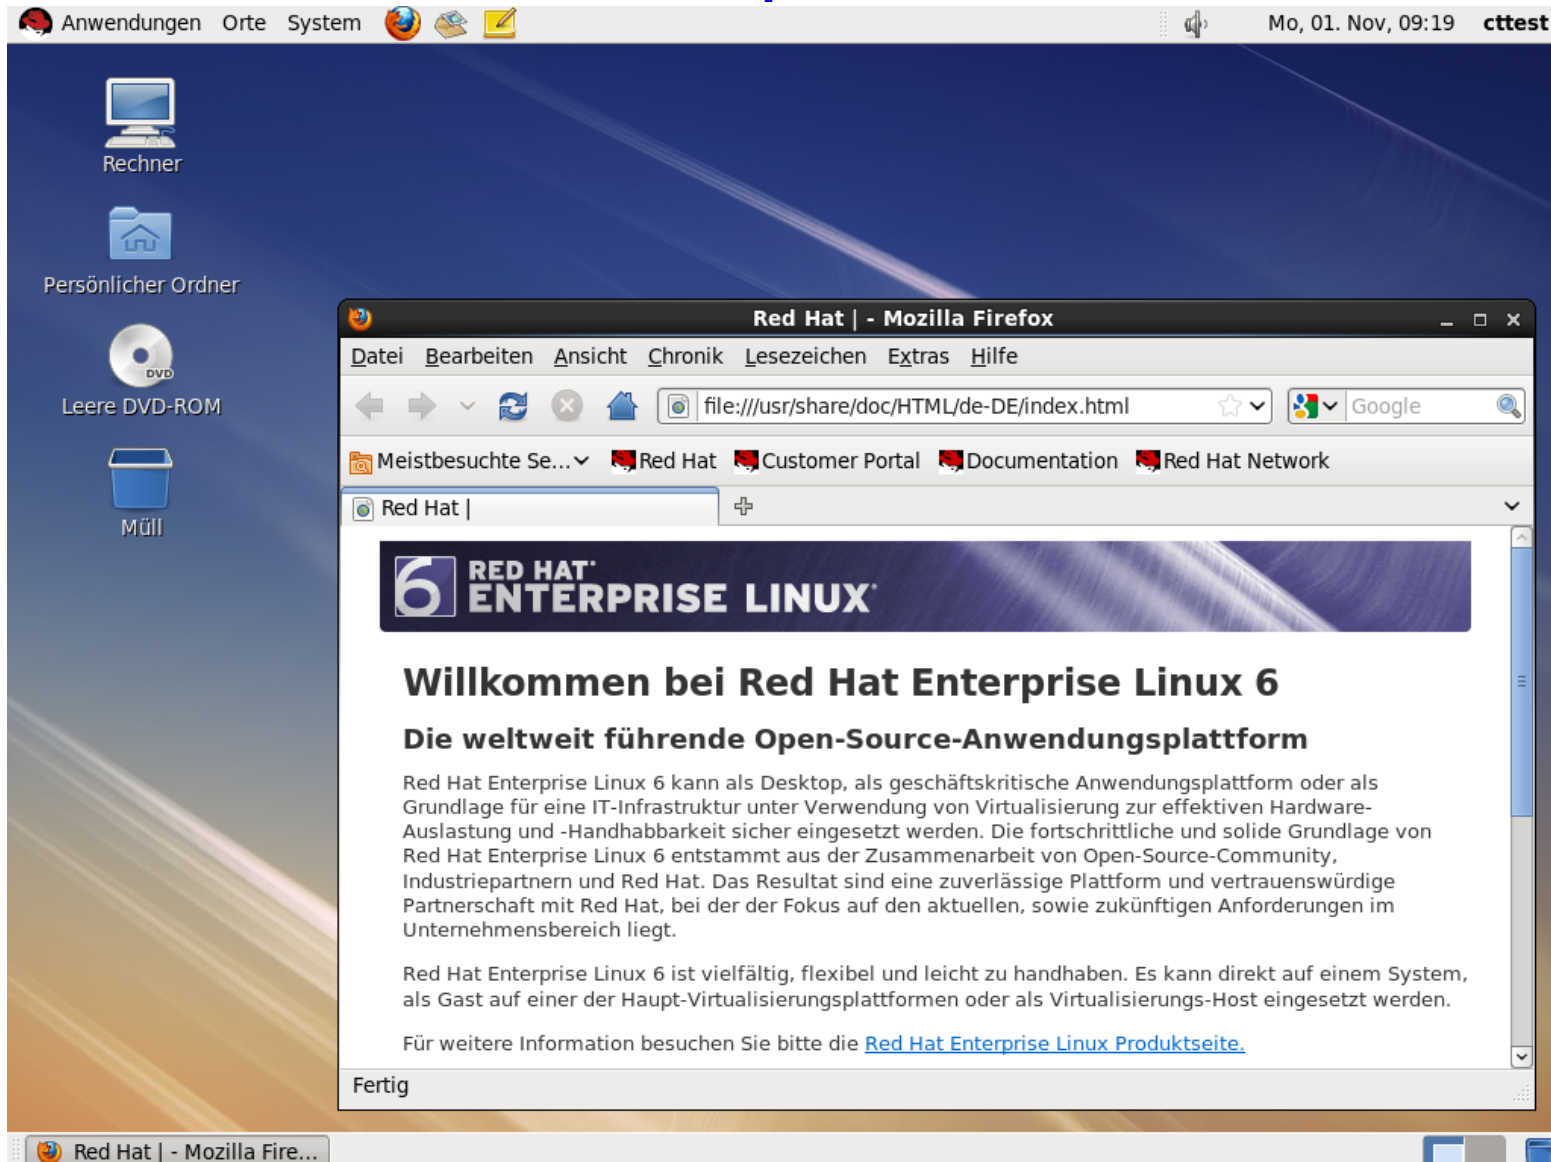 Anwendungen Orte System Mo, 01. Nov, 09:19 cttest
Rechner
Persönlicher Ordner
DVD
Leere DVD-ROM
Müll
Red Hat | - Mozilla Firefox
Datei Bearbeiten Ansicht Chronik Lesezeichen Extras Hilfe
file:///usr/share/doc/HTML/de-DE/index.html Google
Meistbesuchte Se... Red Hat Customer Portal Documentation Red Hat Network
Red Hat |
6 RED HAT®
ENTERPRISE LINUX®
Willkommen bei Red Hat Enterprise Linux 6
Die weltweit führende Open-Source-Anwendungsplattform
Red Hat Enterprise Linux 6 kann als Desktop, als geschäftskritische Anwendungsplattform oder als
Grundlage für eine IT-Infrastruktur unter Verwendung von Virtualisierung zur effektiven Hardware-
Auslastung und -Handhabbarkeit sicher eingesetzt werden. Die fortschrittliche und solide Grundlage von
Red Hat Enterprise Linux 6 entstammt aus der Zusammenarbeit von Open-Source-Community,
Industriepartnern und Red Hat. Das Resultat sind eine zuverlässige Plattform und vertrauenswürdige
Partnerschaft mit Red Hat, bei der der Fokus auf den aktuellen, sowie zukünftigen Anforderungen im
Unternehmensbereich liegt.
Red Hat Enterprise Linux 6 ist vielfältig, flexibel und leicht zu handhaben. Es kann direkt auf einem System,
als Gast auf einer der Haupt-Virtualisierungsplattformen oder als Virtualisierungs-Host eingesetzt werden.
Für weitere Information besuchen Sie bitte die Red Hat Enterprise Linux Produktseite.
Fertig
Red Hat | - Mozilla Fire...